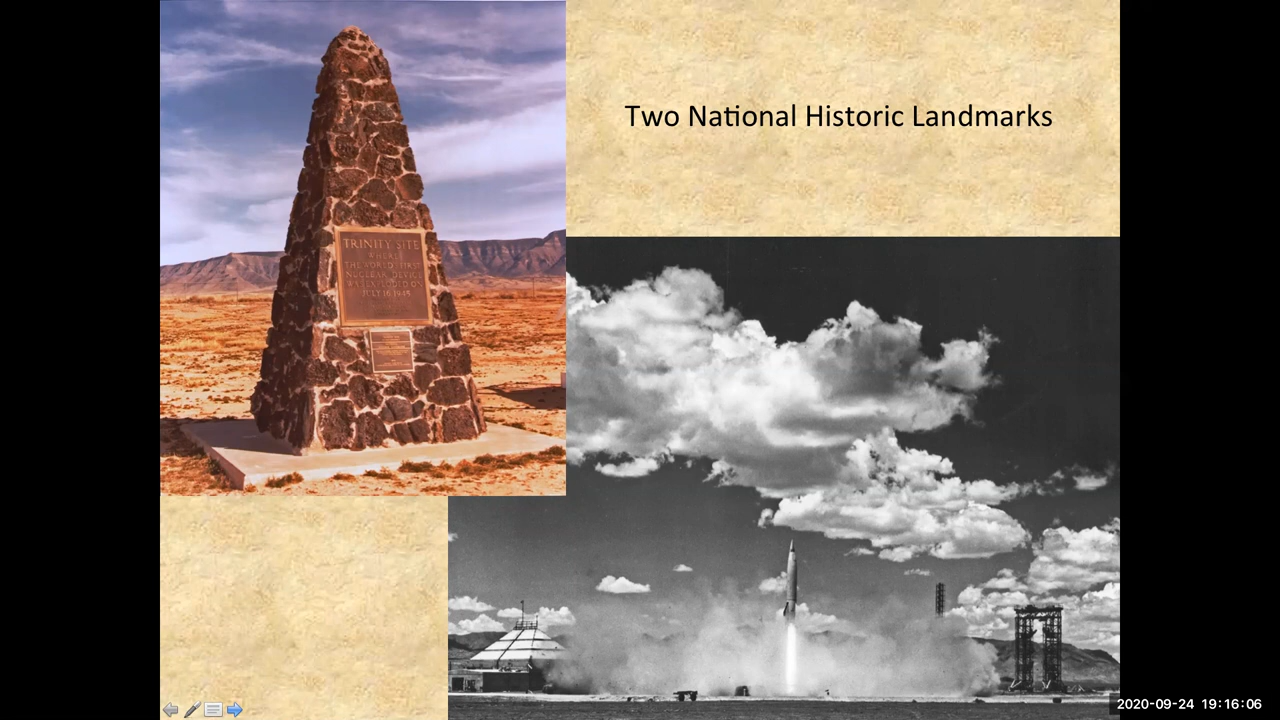 Two National Historic Landmarks
TRINITY SITE
WHERE
THE WORLD'S FIRST
NUCLEAR DEVICE
WAS EXPLODED ON
JULY 16 1945
2020-09-24 19:16:06